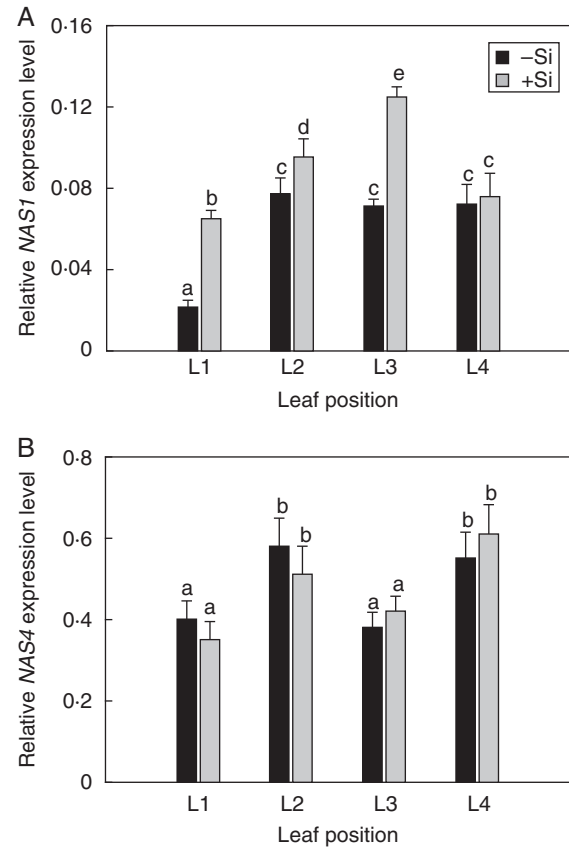 A
0·16
0·12
0·08
0·04
0
Relative NAS1 expression level
–Si
+Si
a
b
c
d
c
e
c
c
L1
L2
L3
L4
Leaf position
B
0·8
0·6
0·4
0·2
0
Relative NAS4 expression level
a
a
b
b
a
a
b
b
L1
L2
L3
L4
Leaf position